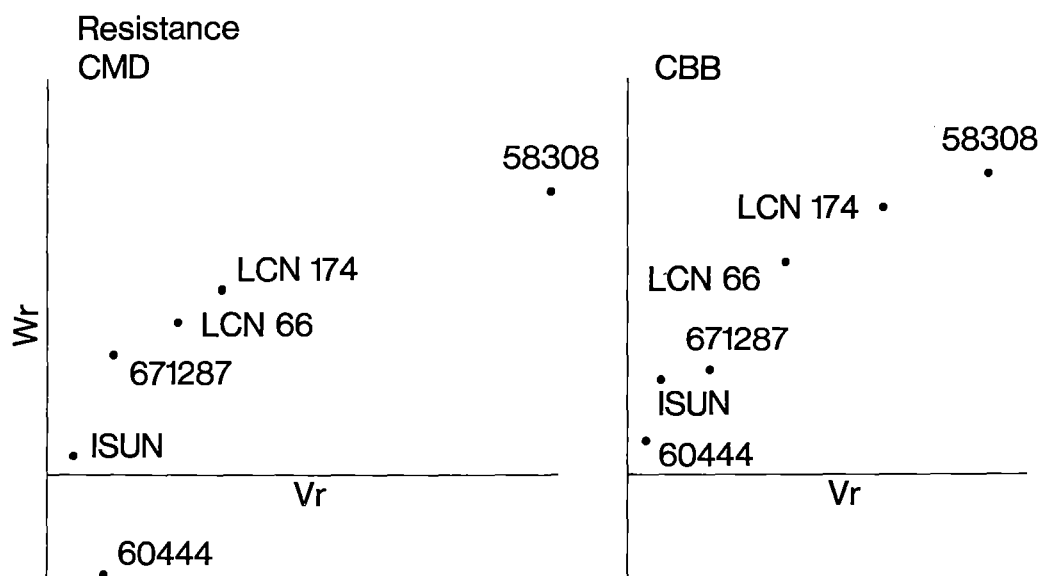 Resistance
CMD
58308
LCN 174
LCN 66
671287
ISUN
Wr
Vr
60444
CBB
58308
LCN 174
LCN 66
671287
ISUN
60444
Vr